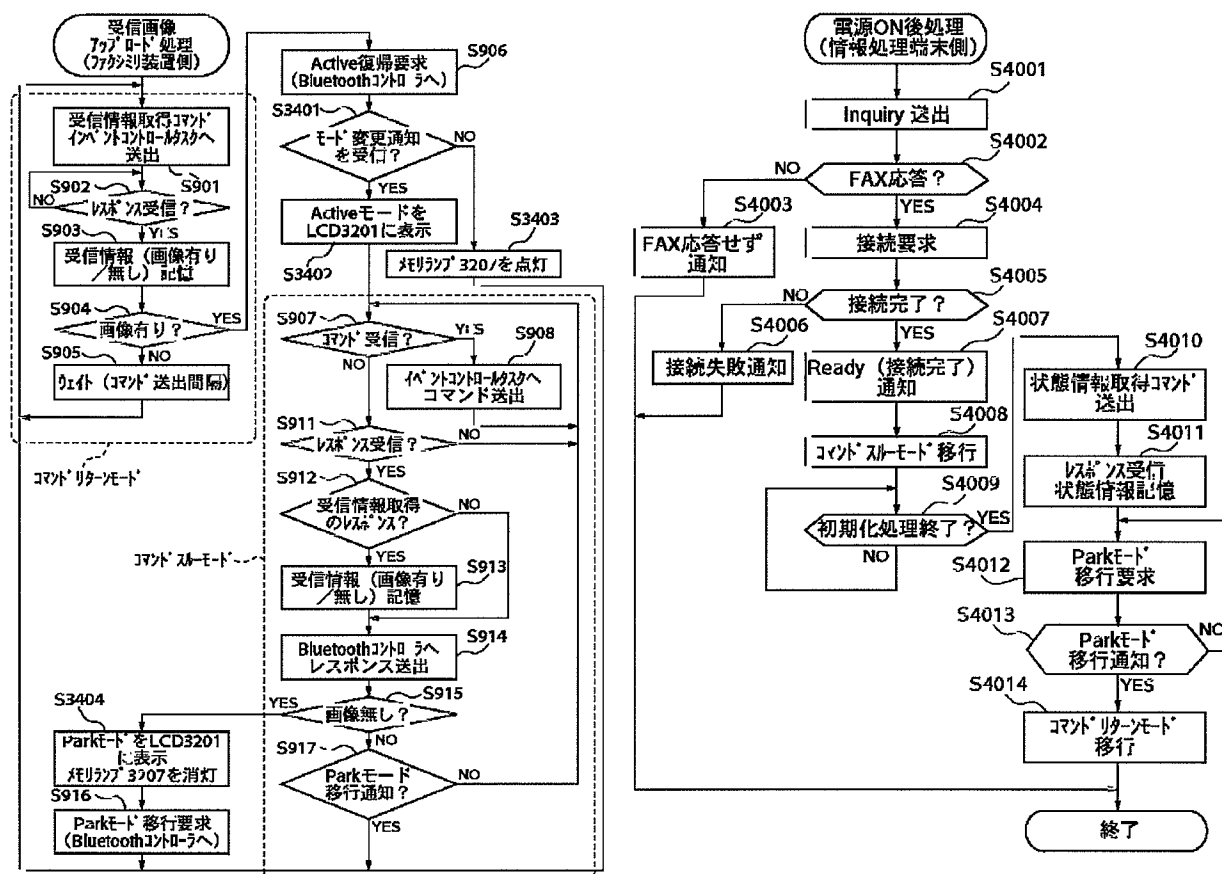 受信画像
アップロード処理
(ファクシミリ装置側)
受信情報取得コマンド
インベントコントロールタスクへ
送出
S901
S902
レスポンス受信?
NO
YES
S903
受信情報(画像有り
/無し)記憶
S904
画像有り?
YES
NO
S905
ウェイト(コマンド送出間隔)
コマンドリターンモード
S906
Active復帰要求
(Bluetoothコントローラへ)
S3401
モード変更通知
を受信?
NO
YES
Activeモードを
LCD3201に表示
S3402
S3403
メモリランプ3207を点灯
S907
コマンド受信?
YES
NO
S908
イベントコントロールタスクへ
コマンド送出
S911
レスポンス受信?
NO
YES
S912
受信情報取得
のレスポンス?
NO
YES
コマンドスルーモード
S913
受信情報(画像有り
/無し)記憶
S914
Bluetoothコントローラへ
レスポンス送出
S915
画像無し?
YES
NO
S3404
ParkモードをLCD3201
に表示
メモリランプ3207を消灯
S916
Parkモード移行要求
(Bluetoothコントローラへ)
S917
Parkモード
移行通知?
NO
YES
電源ON後処理
(情報処理端末側)
S4001
Inquiry 送出
S4002
FAX応答?
NO
YES
S4003
FAX応答せず
通知
S4004
接続要求
S4005
接続完了?
NO
YES
S4006
接続失敗通知
S4007
Ready(接続完了)
通知
S4008
コマンドスルーモード移行
S4009
初期化処理終了?
YES
NO
S4010
状態情報取得コマンド
送出
S4011
レスポンス受信
状態情報記憶
S4012
Parkモード
移行要求
S4013
Parkモード
移行通知?
NO
YES
S4014
コマンドリターンモード
移行
終了